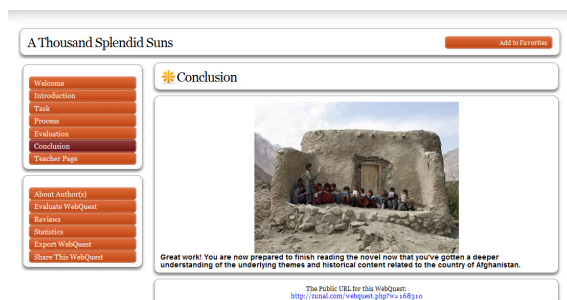 A Thousand Splendid Suns
Add to Favorites
Welcome
Introduction
Task
Process
Evaluation
Conclusion
Teacher Page
About Author(s)
Evaluate WebQuest
Reviews
Statistics
Export WebQuest
Share This WebQuest
Conclusion
Great work! You are now prepared to finish reading the novel now that you've gotten a deeper
understanding of the underlying themes and historical content related to the country of Afghanistan.
The Public URL for this WebQuest:
http://zunal.com/webquest.php?w=168310